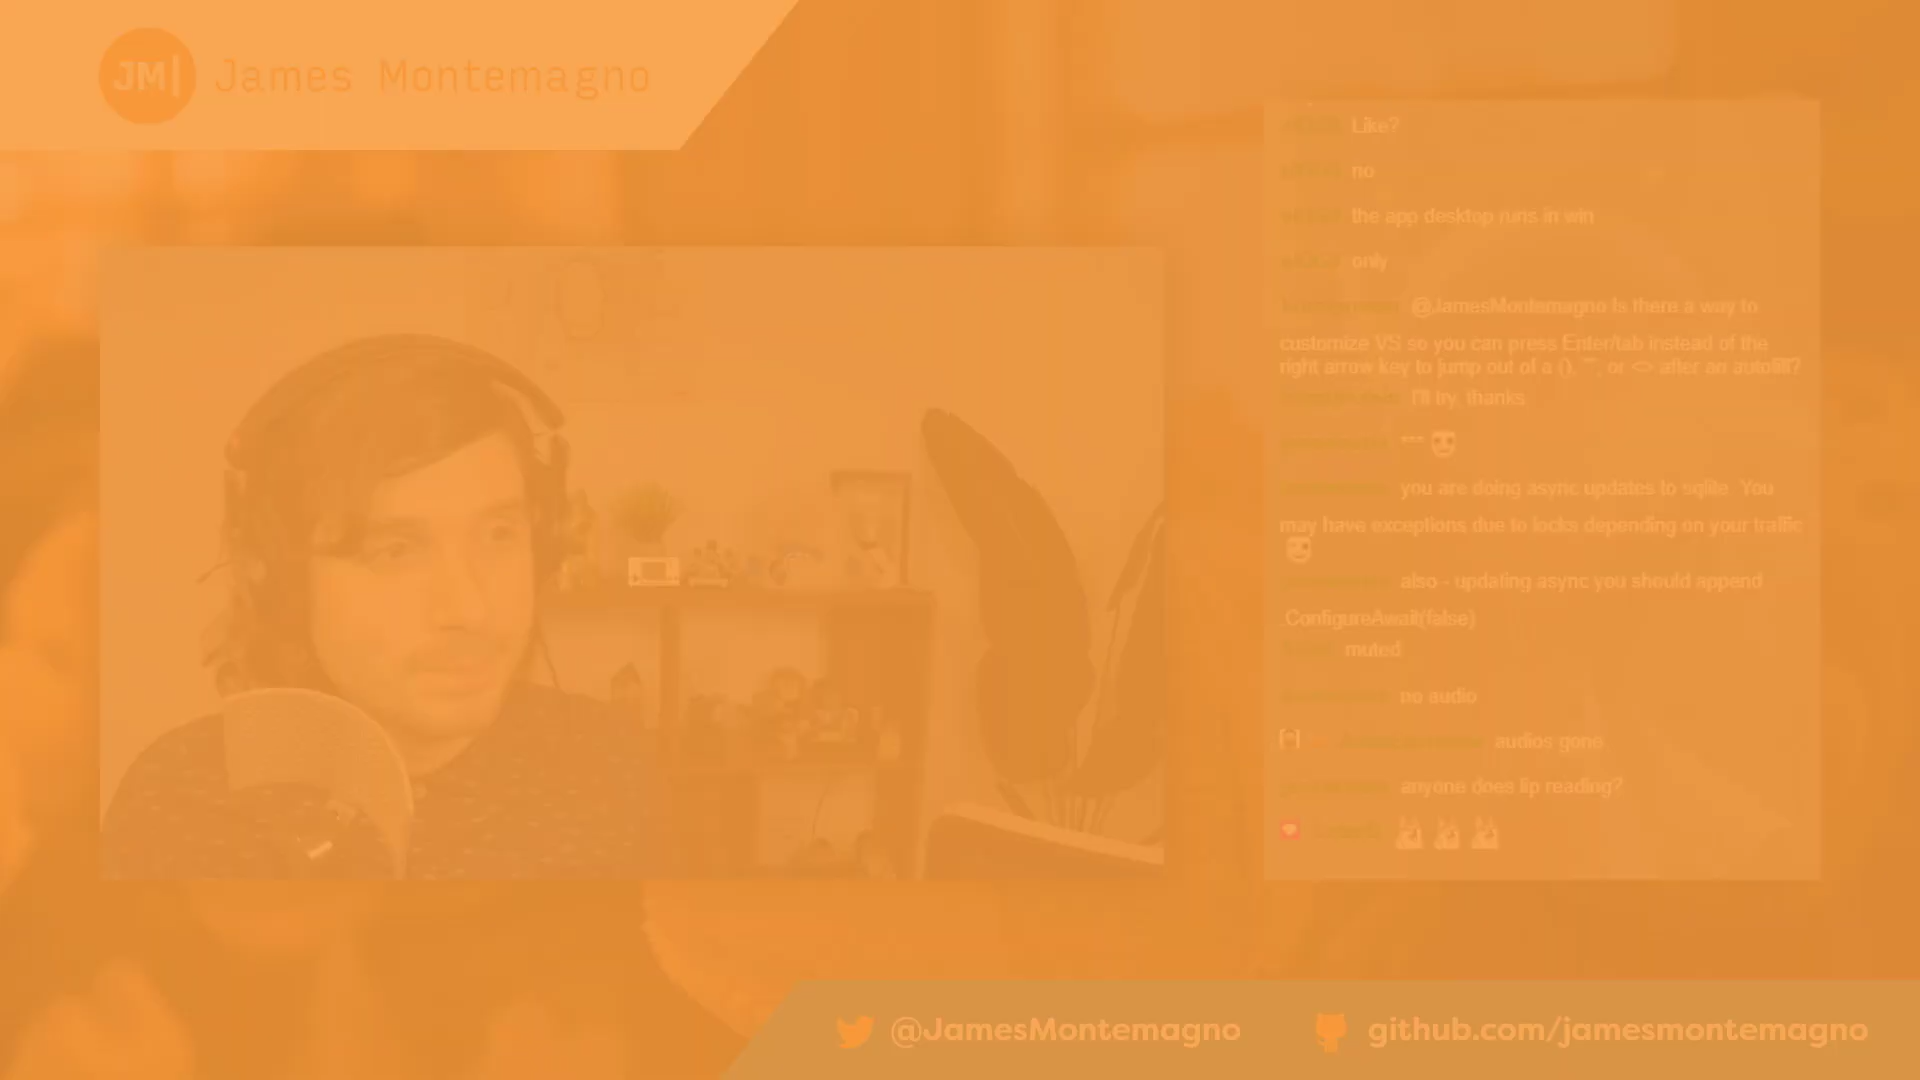 JM|
James Montemagno
Like?
no
the app desktop runs in win
only
@JamesMontemagno Is there a way to
customize VS so you can press Enter/tab instead of the
right arrow key to jump out of a (), "", or <> after an autofill?
I'll try, thanks
you are doing async updates to sqlite. You
may have exceptions due to locks depending on your traffic
also - updating async you should append
.ConfigureAwait(false)
muted
no audio
audios gone
anyone does lip reading?
@JamesMontemagno
github.com/jamesmontemagno